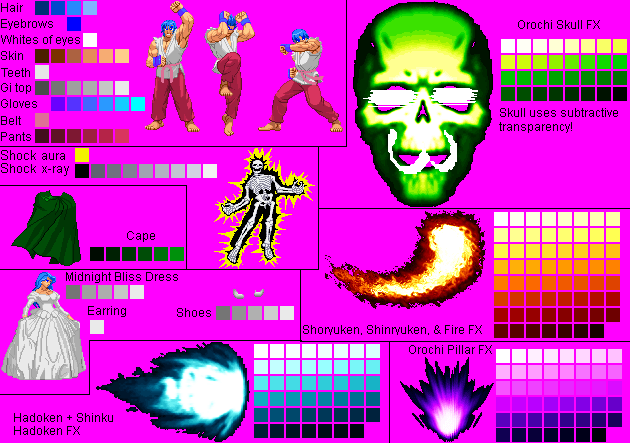 Hair
Eyebrows
Whites of eyes
Skin
Teeth
Gi top
Gloves
Belt
Pants
Orochi Skull FX
Skull uses subtractive
transparency!
Shock aura
Shock x-ray
Cape
Midnight Bliss Dress
Earring
Shoes
Shoryuken, Shinryuken, & Fire FX
Orochi Pillar FX
Hadoken + Shinku
Hadoken FX